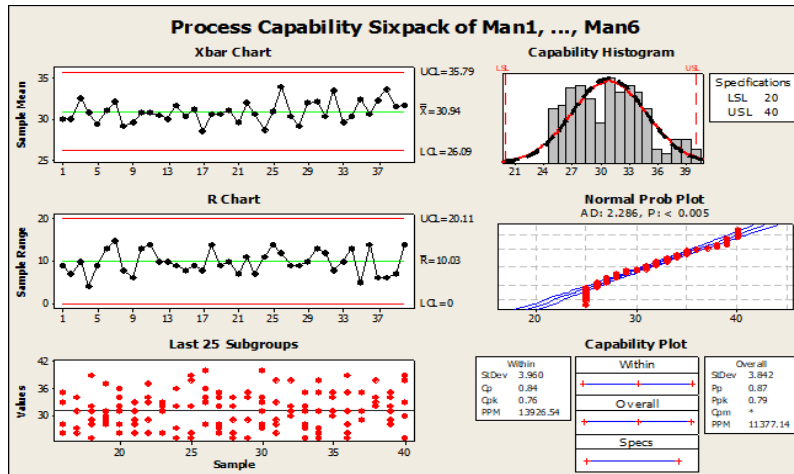 Process Capability Sixpack of Man1, ..., Man6
Xbar Chart
Sample Mean
35
30
25
1 5 9 13 17 21 25 29 33 37
UCL=35.79
X=30.94
LCL=26.09
R Chart
Sample Range
20
10
0
1 5 9 13 17 21 25 29 33 37
UCL=20.11
R=10.03
LCL=0
Last 25 Subgroups
Values
42
36
30
20 25 30 35 40
Sample
Capability Histogram
LSL USL
21 24 27 30 33 36 39
Specifications
LSL 20
USL 40
Normal Prob Plot
AD: 2.286, P: < 0.005
20 30 40
Capability Plot
Within
StDev 3.960
Cp 0.84
Cpk 0.76
PPM 13926.54
Within
Overall
Specs
Overall
StDev 3.842
Pp 0.87
Ppk 0.79
Cpm *
PPM 11377.14